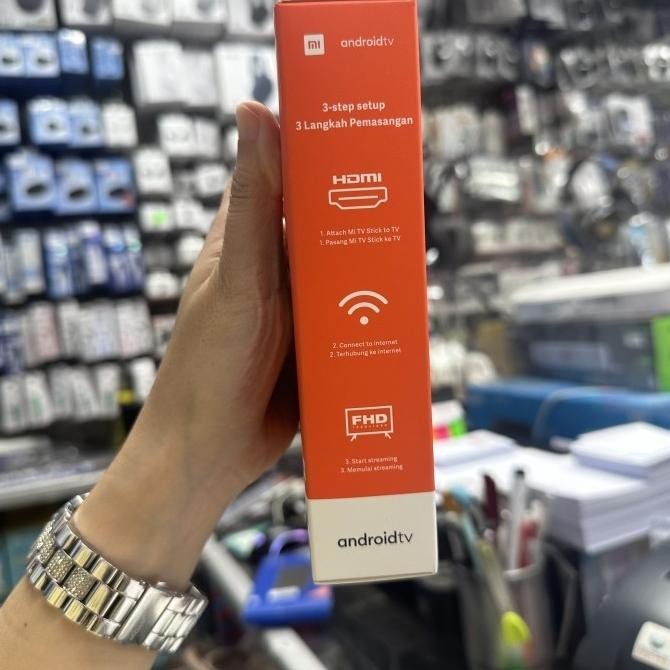 mi androidtv
3-step setup
3 Langkah Pemasangan
HDMI
1. Attach Mi TV Stick to TV
1. Pasang Mi TV Stick ke TV
2. Connect to internet
2. Terhubung ke internet
FHD
3. Start streaming
3. Memulai streaming
androidtv